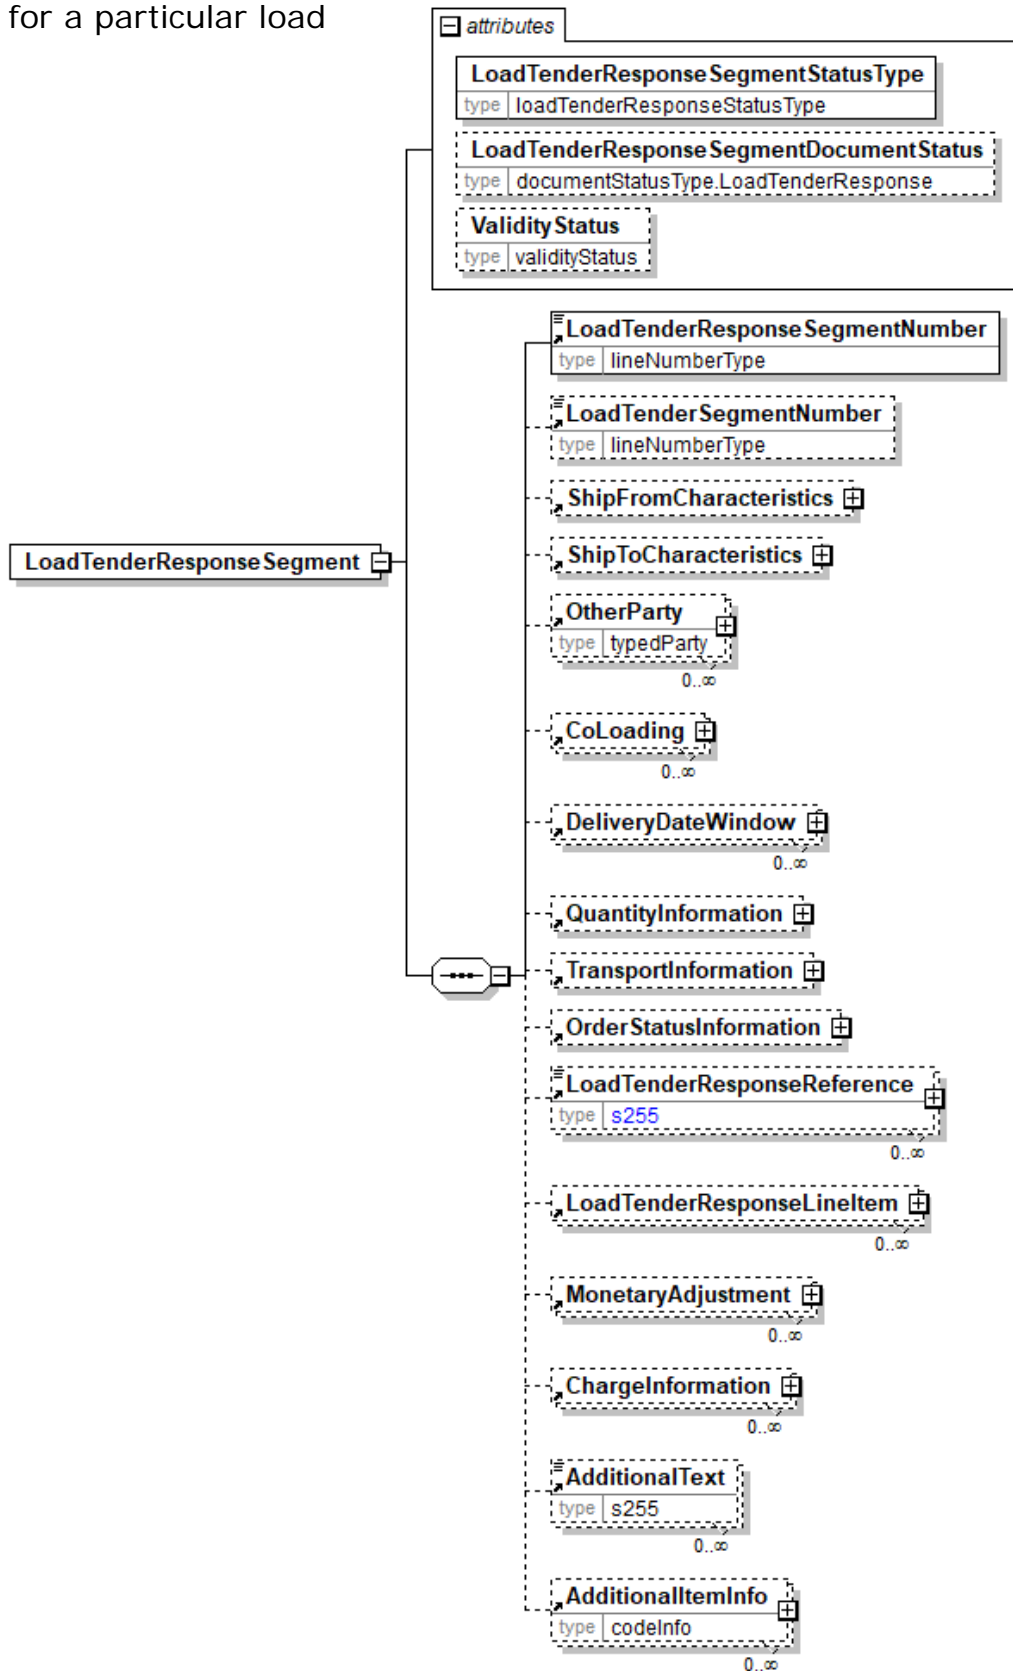 for a particular load
attributes
LoadTenderResponseSegmentStatusType
type loadTenderResponseStatusType
LoadTenderResponseSegmentDocumentStatus
type documentStatusType.LoadTenderResponse
ValidityStatus
type validityStatus
LoadTenderResponseSegmentNumber
type lineNumberType
LoadTenderSegmentNumber
type lineNumberType
ShipFromCharacteristics
LoadTenderResponseSegment
ShipToCharacteristics
OtherParty
type typedParty
0..∞
CoLoading
0..∞
DeliveryDateWindow
0..∞
QuantityInformation
TransportInformation
OrderStatusInformation
LoadTenderResponseReference
type s255
0..∞
LoadTenderResponseLineItem
0..∞
MonetaryAdjustment
0..∞
ChargeInformation
0..∞
AdditionalText
type s255
0..∞
AdditionalItemInfo
type codeInfo
0..∞